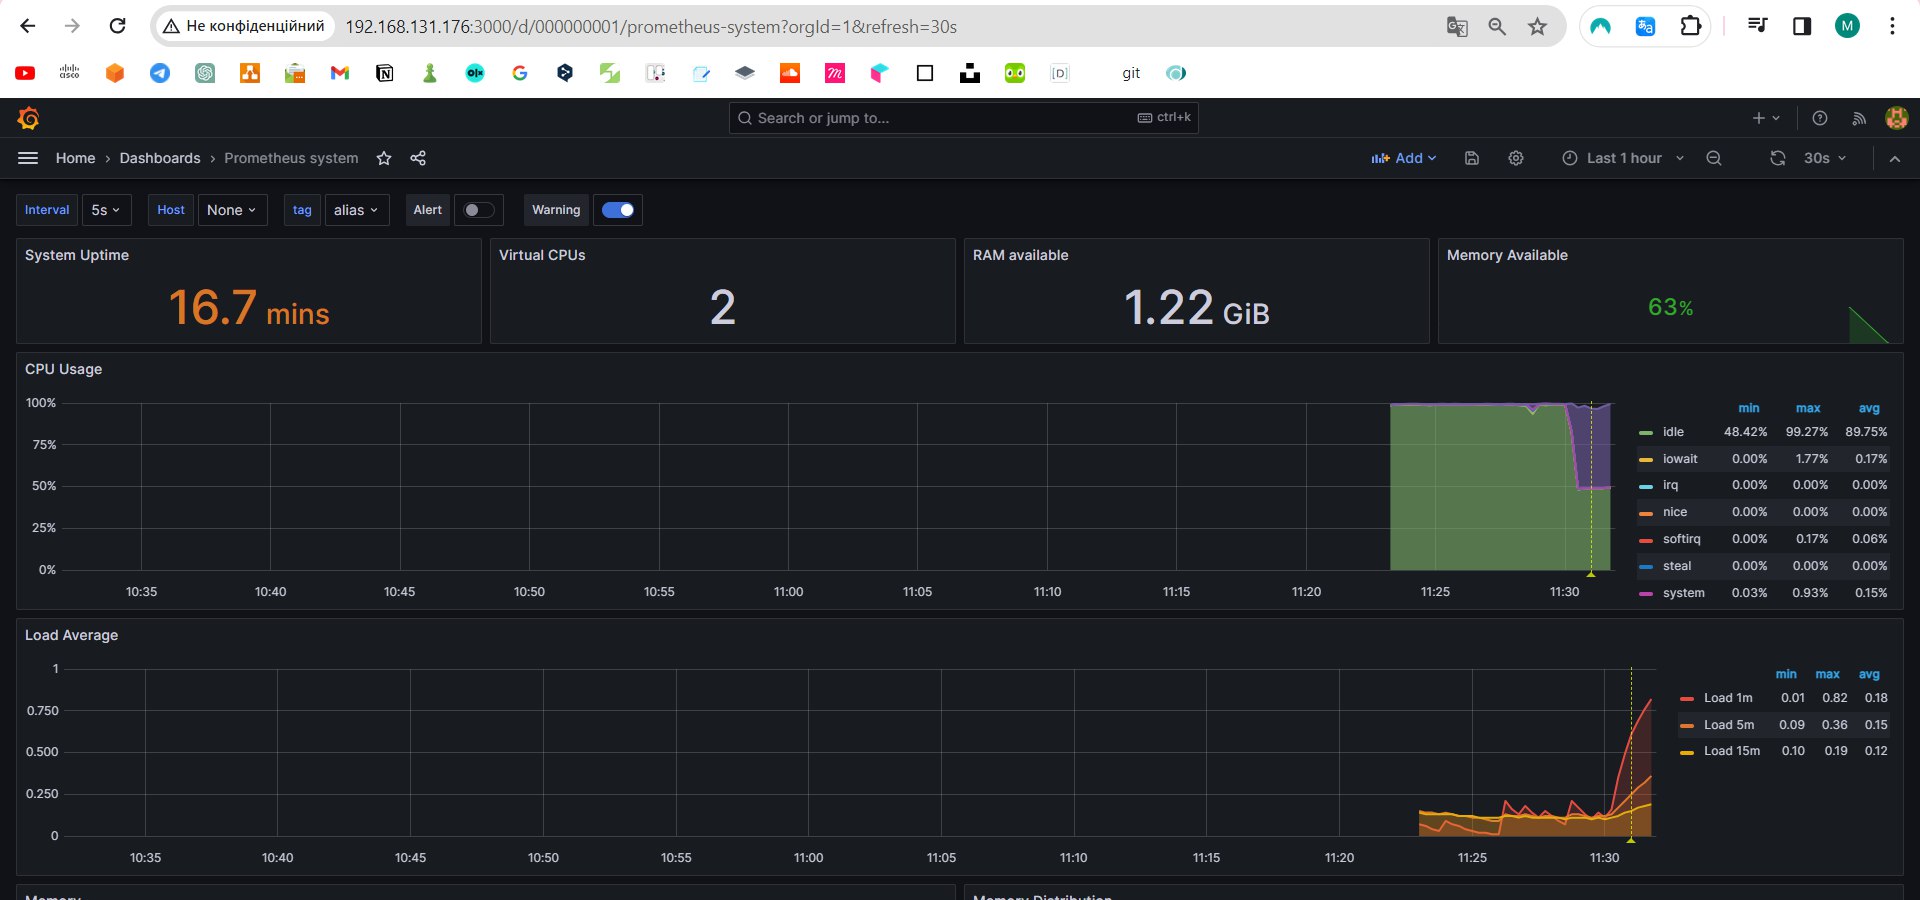 Не конфіденційний 192.168.131.176:3000/d/000000001/prometheus-system?orgId=1&refresh=30s M
git
Search or jump to... ctrl+k
Home › Dashboards › Prometheus system Add Last 1 hour 30s
Interval 5s Host None tag alias Alert Warning
System Uptime
16.7 mins
Virtual CPUs
2
RAM available
1.22 GiB
Memory Available
63%
CPU Usage
100%
75%
50%
25%
0%
10:35 10:40 10:45 10:50 10:55 11:00 11:05 11:10 11:15 11:20 11:25 11:30
min max avg
idle 48.42% 99.27% 89.75%
iowait 0.00% 1.77% 0.17%
irq 0.00% 0.00% 0.00%
nice 0.00% 0.00% 0.00%
softirq 0.00% 0.17% 0.06%
steal 0.00% 0.00% 0.00%
system 0.03% 0.93% 0.15%
Load Average
1
0.750
0.500
0.250
0
10:35 10:40 10:45 10:50 10:55 11:00 11:05 11:10 11:15 11:20 11:25 11:30
min max avg
Load 1m 0.01 0.82 0.18
Load 5m 0.09 0.36 0.15
Load 15m 0.10 0.19 0.12
Memory
Memory Distribution